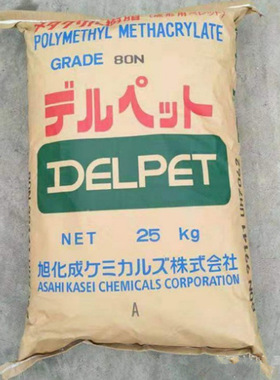 POLYMETHYL METHACRYLATE
GRADE 80N
デルペット
DELPET
NET 25 kg
旭化成ケミカルズ株式会社
ASAHI KASEI CHEMICALS CORPORATION
A